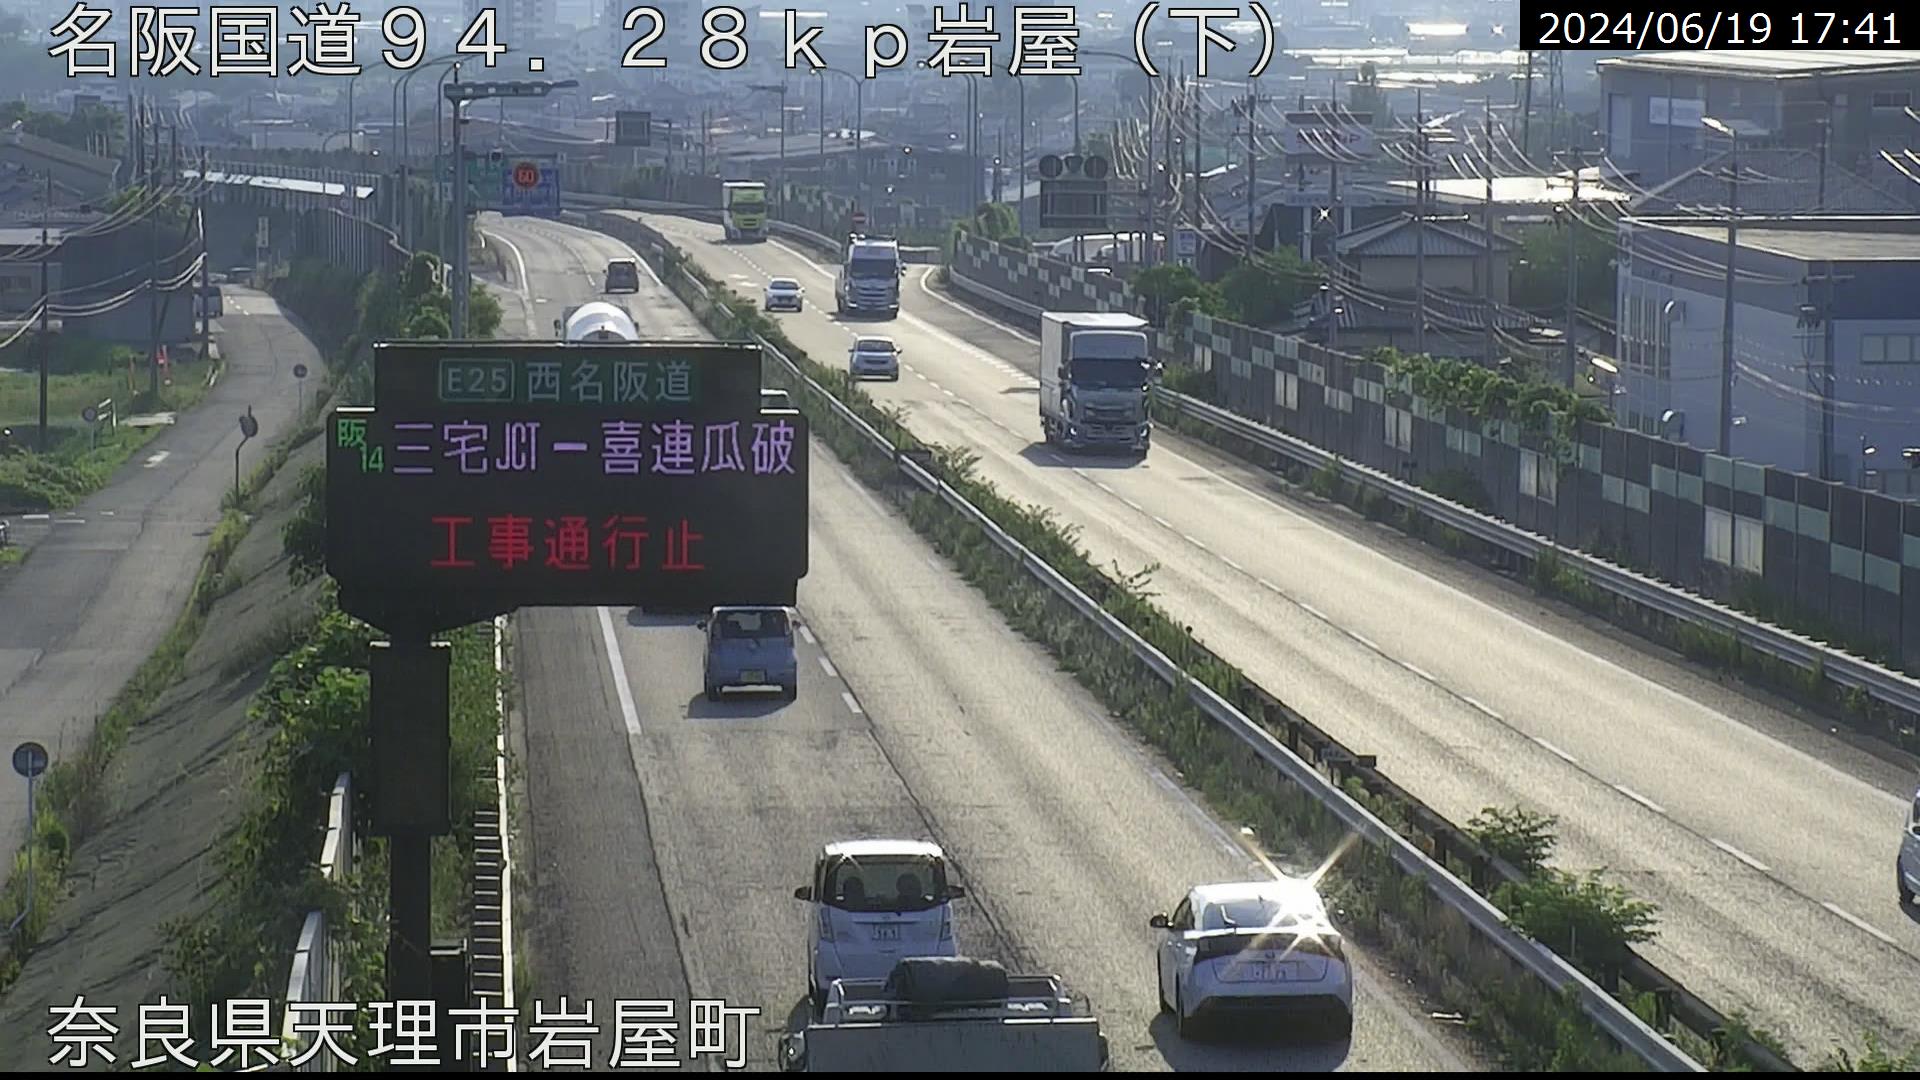 名阪国道９４．２８ｋｐ岩屋（下）
2024/06/19 17:41
60
E25 西名阪道
阪14 三宅JCT－喜連瓜破
工事通行止
奈良県天理市岩屋町